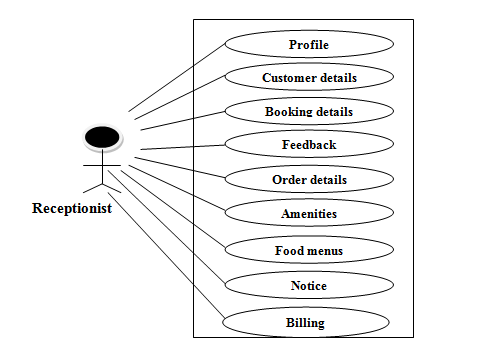 Profile
Customer details
Booking details
Feedback
Order details
Receptionist
Amenities
Food menus
Notice
Billing